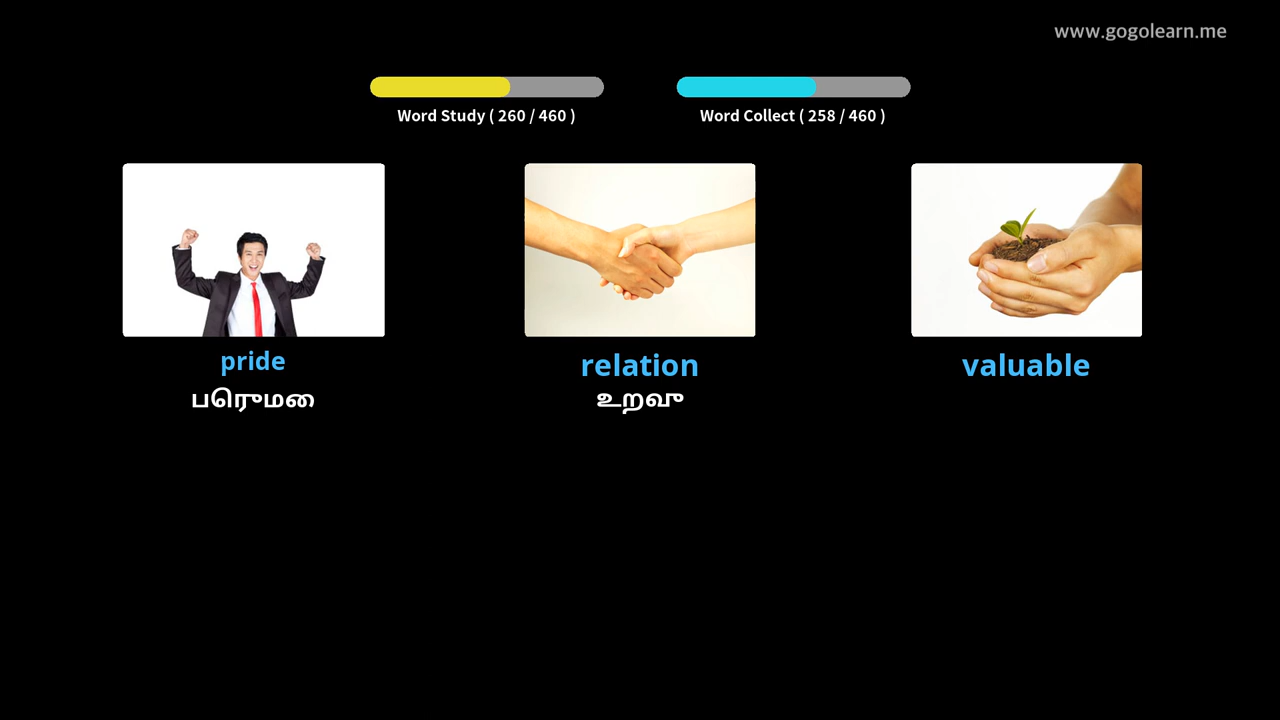 www.gogolearn.me
Word Study ( 260 / 460 )
Word Collect ( 258 / 460 )
pride
பெருமை
relation
உறவு
valuable